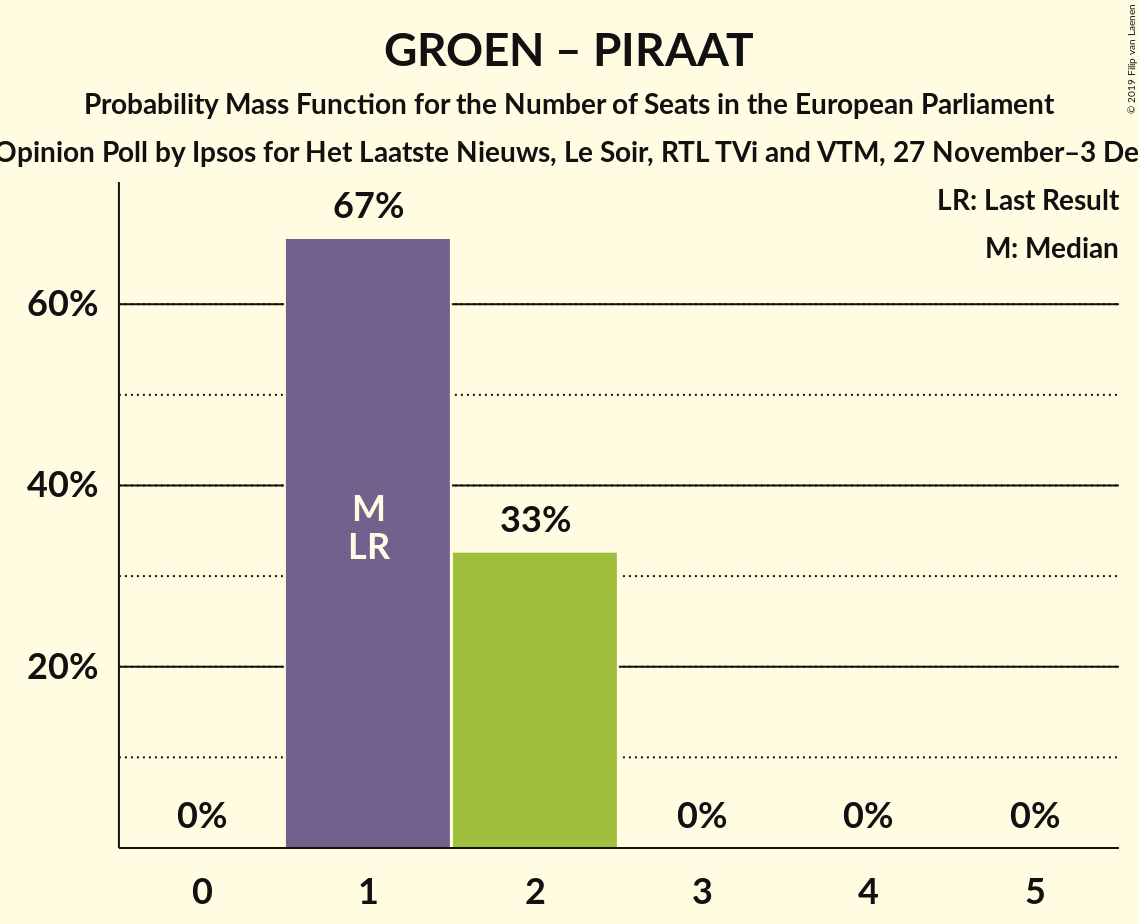 GROEN – PIRAAT
Probability Mass Function for the Number of Seats in the European Parliament
Opinion Poll by Ipsos for Het Laatste Nieuws, Le Soir, RTL TVi and VTM, 27 November–3 De
© 2019 Filip van Laenen
LR: Last Result
M: Median
67%
60%
40%
20%
M
LR
33%
0%
0%
0%
0%
0
1
2
3
4
5